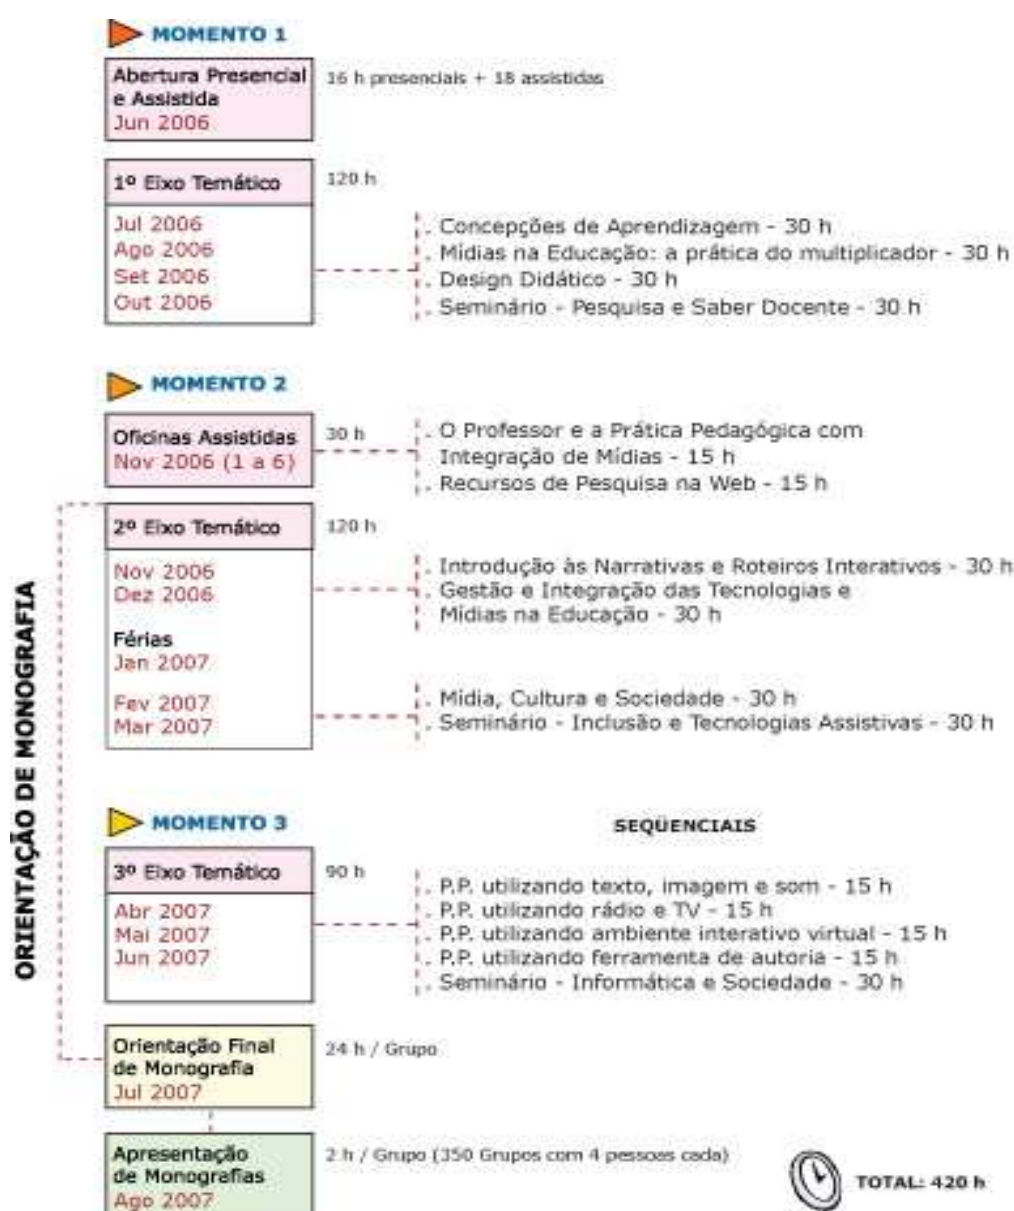 MOMENTO 1
Abertura Presencial
e Assistida
Jun 2006
16 h presenciais + 18 assistidas
1º Eixo Temático
120 h
Jul 2006
Ago 2006
Set 2006
Out 2006
. Concepções de Aprendizagem - 30 h
. Mídias na Educação: a prática do multiplicador - 30 h
. Design Didático - 30 h
. Seminário - Pesquisa e Saber Docente - 30 h
MOMENTO 2
Oficinas Assistidas
Nov 2006 (1 a 6)
30 h
. O Professor e a Prática Pedagógica com
Integração de Mídias - 15 h
. Recursos de Pesquisa na Web - 15 h
2º Eixo Temático
120 h
Nov 2006
Dez 2006
. Introdução às Narrativas e Roteiros Interativos - 30 h
. Gestão e Integração das Tecnologias e
Mídias na Educação - 30 h
Férias
Jan 2007
Fev 2007
Mar 2007
. Mídia, Cultura e Sociedade - 30 h
. Seminário - Inclusão e Tecnologias Assistivas - 30 h
ORIENTAÇÃO DE MONOGRAFIA
MOMENTO 3
SEQÜENCIAIS
3º Eixo Temático
90 h
Abr 2007
Mai 2007
Jun 2007
. P.P. utilizando texto, imagem e som - 15 h
. P.P. utilizando rádio e TV - 15 h
. P.P. utilizando ambiente interativo virtual - 15 h
. P.P. utilizando ferramenta de autoria - 15 h
. Seminário - Informática e Sociedade - 30 h
Orientação Final
de Monografia
Jul 2007
24 h / Grupo
Apresentação
de Monografias
Ago 2007
2 h / Grupo (350 Grupos com 4 pessoas cada)
TOTAL: 420 h